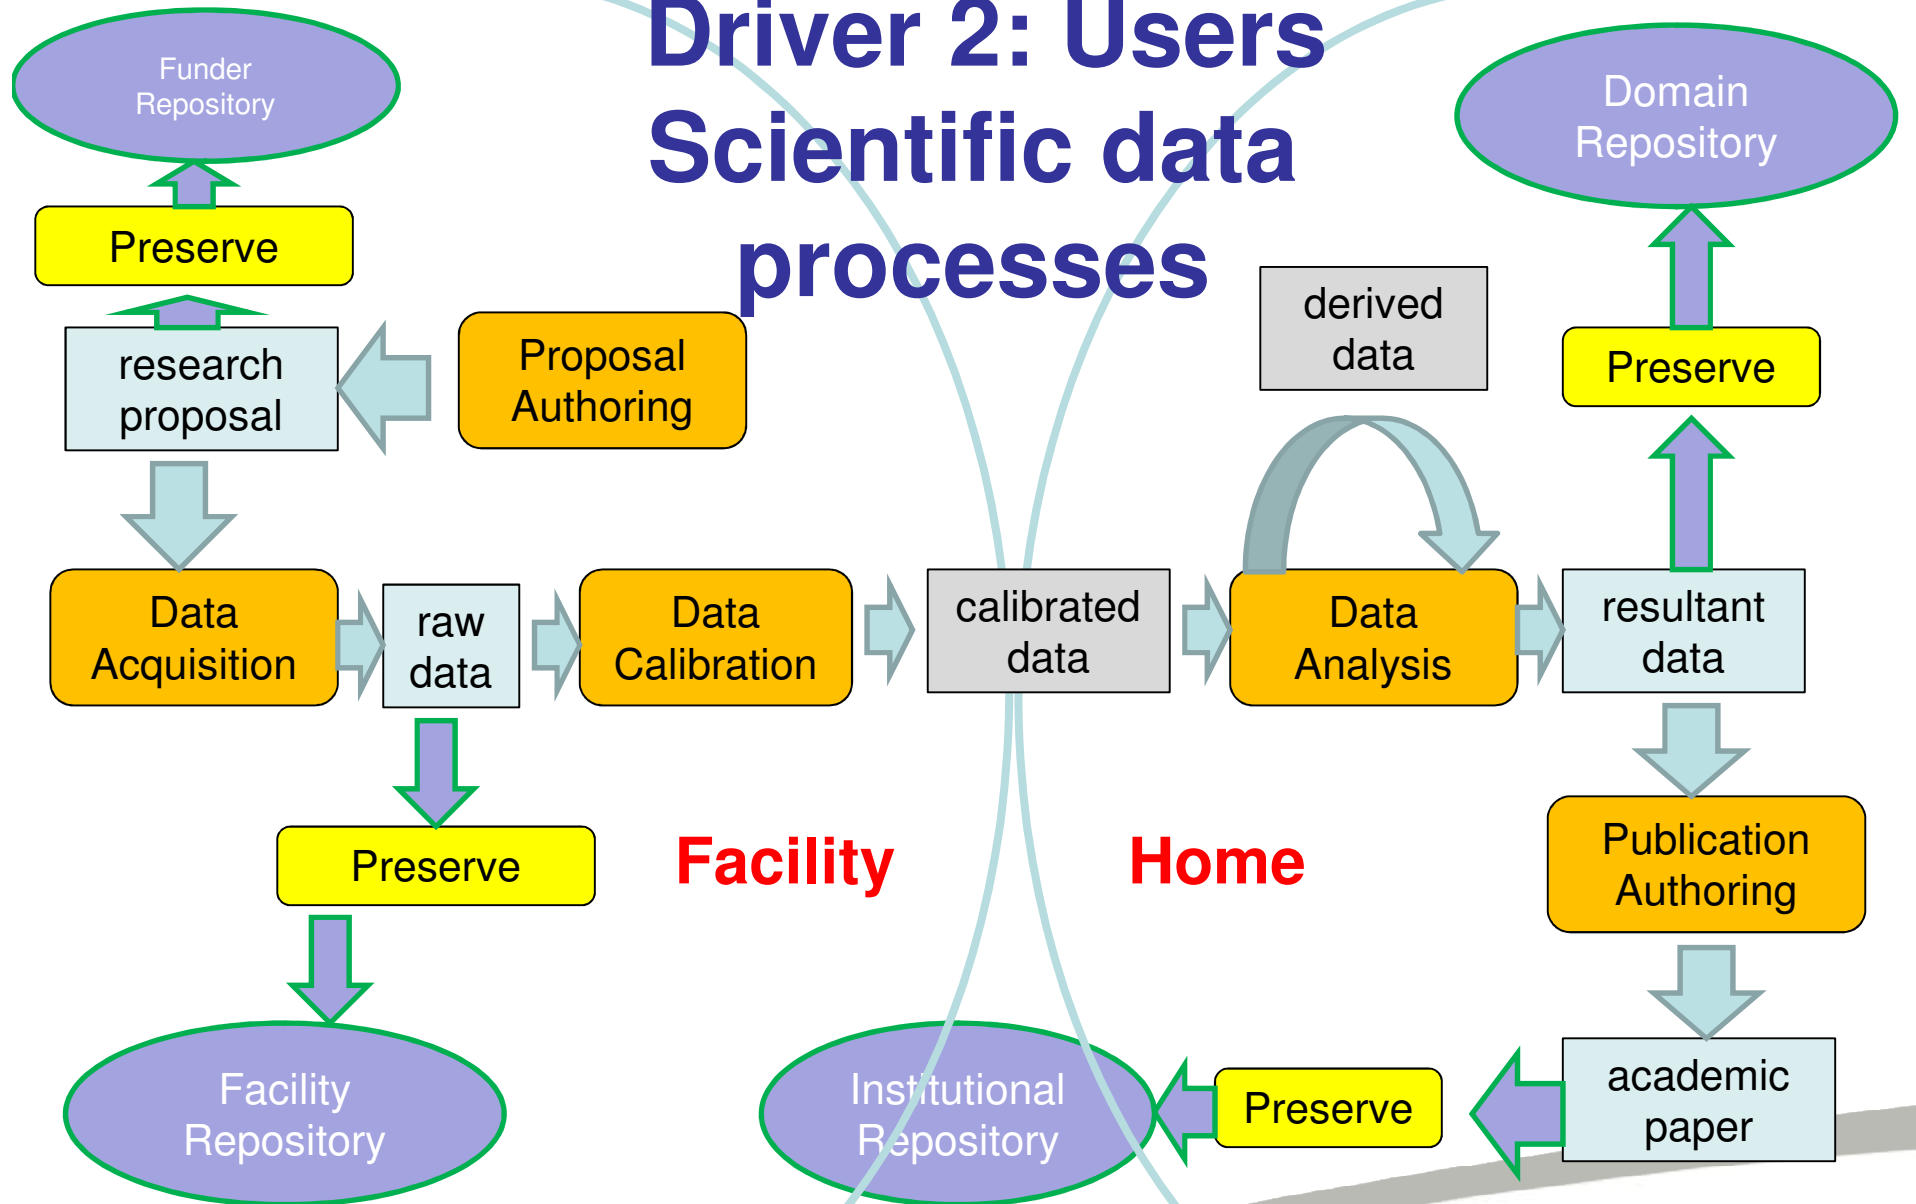 Driver 2: Users
Scientific data
processes
Funder
Repository
Domain
Repository
Preserve
derived
data
research
proposal
Proposal
Authoring
Preserve
Data
Acquisition
raw
data
Data
Calibration
calibrated
data
Data
Analysis
resultant
data
Preserve
Facility
Home
Publication
Authoring
Facility
Repository
Institutional
Repository
Preserve
academic
paper